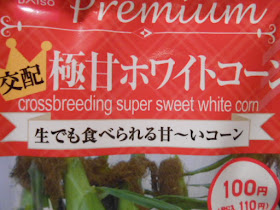 DAISO
Premium
交配
極甘ホワイトコーン
crossbreeding super sweet white corn
生でも食べられる甘～いコーン
100円
(税込 110円)